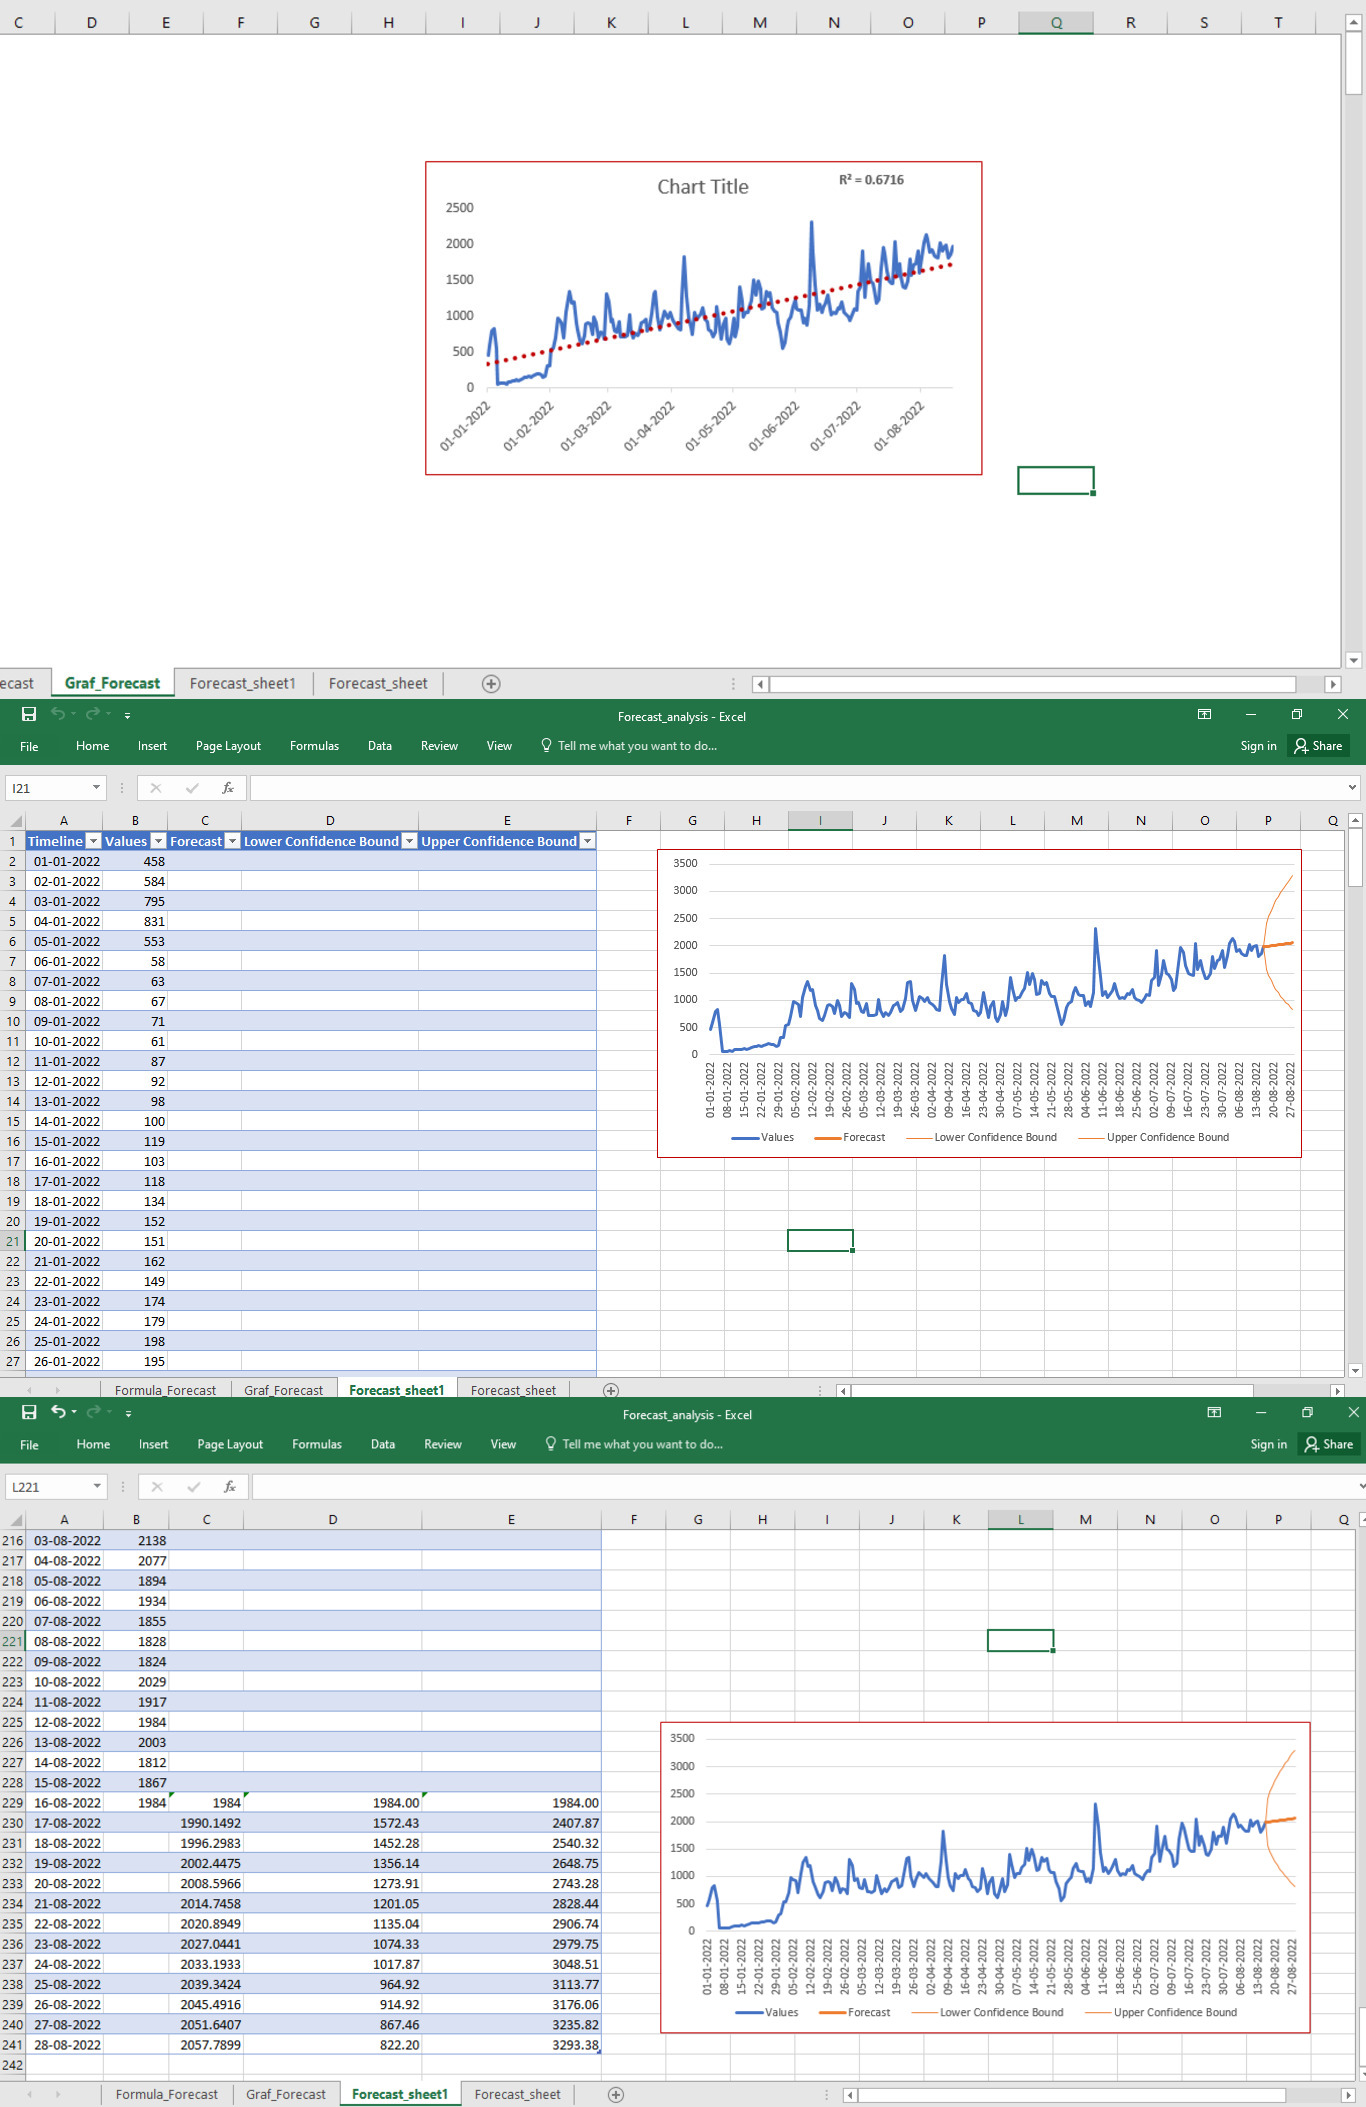 C D E F G H I J K L M N O P Q R S T
Chart Title
R² = 0.6716
2500
2000
1500
1000
500
0
01-01-2022 01-02-2022 01-03-2022 01-04-2022 01-05-2022 01-06-2022 01-07-2022 01-08-2022
ecast Graf_Forecast Forecast_sheet1 Forecast_sheet
Forecast_analysis - Excel
File Home Insert Page Layout Formulas Data Review View Tell me what you want to do... Sign in Share
I21 fx
A B C D E F G H I J K L M N O P Q
1 Timeline Values Forecast Lower Confidence Bound Upper Confidence Bound
2 01-01-2022 458
3 02-01-2022 584
4 03-01-2022 795
5 04-01-2022 831
6 05-01-2022 553
7 06-01-2022 58
8 07-01-2022 63
9 08-01-2022 67
10 09-01-2022 71
11 10-01-2022 61
12 11-01-2022 87
13 12-01-2022 92
14 13-01-2022 98
15 14-01-2022 100
16 15-01-2022 119
17 16-01-2022 103
18 17-01-2022 118
19 18-01-2022 134
20 19-01-2022 152
21 20-01-2022 151
22 21-01-2022 162
23 22-01-2022 149
24 23-01-2022 174
25 24-01-2022 179
26 25-01-2022 198
27 26-01-2022 195
3500
3000
2500
2000
1500
1000
500
0
01-01-2022 08-01-2022 15-01-2022 22-01-2022 29-01-2022 05-02-2022 12-02-2022 19-02-2022 26-02-2022 05-03-2022 12-03-2022 19-03-2022 26-03-2022 02-04-2022 09-04-2022 16-04-2022 23-04-2022 30-04-2022 07-05-2022 14-05-2022 21-05-2022 28-05-2022 04-06-2022 11-06-2022 18-06-2022 25-06-2022 02-07-2022 09-07-2022 16-07-2022 23-07-2022 30-07-2022 06-08-2022 13-08-2022 20-08-2022 27-08-2022
Values Forecast Lower Confidence Bound Upper Confidence Bound
Formula_Forecast Graf_Forecast Forecast_sheet1 Forecast_sheet
Forecast_analysis - Excel
File Home Insert Page Layout Formulas Data Review View Tell me what you want to do... Sign in Share
L221 fx
A B C D E F G H I J K L M N O P Q
216 03-08-2022 2138
217 04-08-2022 2077
218 05-08-2022 1894
219 06-08-2022 1934
220 07-08-2022 1855
221 08-08-2022 1828
222 09-08-2022 1824
223 10-08-2022 2029
224 11-08-2022 1917
225 12-08-2022 1984
226 13-08-2022 2003
227 14-08-2022 1812
228 15-08-2022 1867
229 16-08-2022 1984 1984 1984.00 1984.00
230 17-08-2022 1990.1492 1572.43 2407.87
231 18-08-2022 1996.2983 1452.28 2540.32
232 19-08-2022 2002.4475 1356.14 2648.75
233 20-08-2022 2008.5966 1273.91 2743.28
234 21-08-2022 2014.7458 1201.05 2828.44
235 22-08-2022 2020.8949 1135.04 2906.74
236 23-08-2022 2027.0441 1074.33 2979.75
237 24-08-2022 2033.1933 1017.87 3048.51
238 25-08-2022 2039.3424 964.92 3113.77
239 26-08-2022 2045.4916 914.92 3176.06
240 27-08-2022 2051.6407 867.46 3235.82
241 28-08-2022 2057.7899 822.20 3293.38
242
3500
3000
2500
2000
1500
1000
500
0
01-01-2022 08-01-2022 15-01-2022 22-01-2022 29-01-2022 05-02-2022 12-02-2022 19-02-2022 26-02-2022 05-03-2022 12-03-2022 19-03-2022 26-03-2022 02-04-2022 09-04-2022 16-04-2022 23-04-2022 30-04-2022 07-05-2022 14-05-2022 21-05-2022 28-05-2022 04-06-2022 11-06-2022 18-06-2022 25-06-2022 02-07-2022 09-07-2022 16-07-2022 23-07-2022 30-07-2022 06-08-2022 13-08-2022 20-08-2022 27-08-2022
Values Forecast Lower Confidence Bound Upper Confidence Bound
Formula_Forecast Graf_Forecast Forecast_sheet1 Forecast_sheet